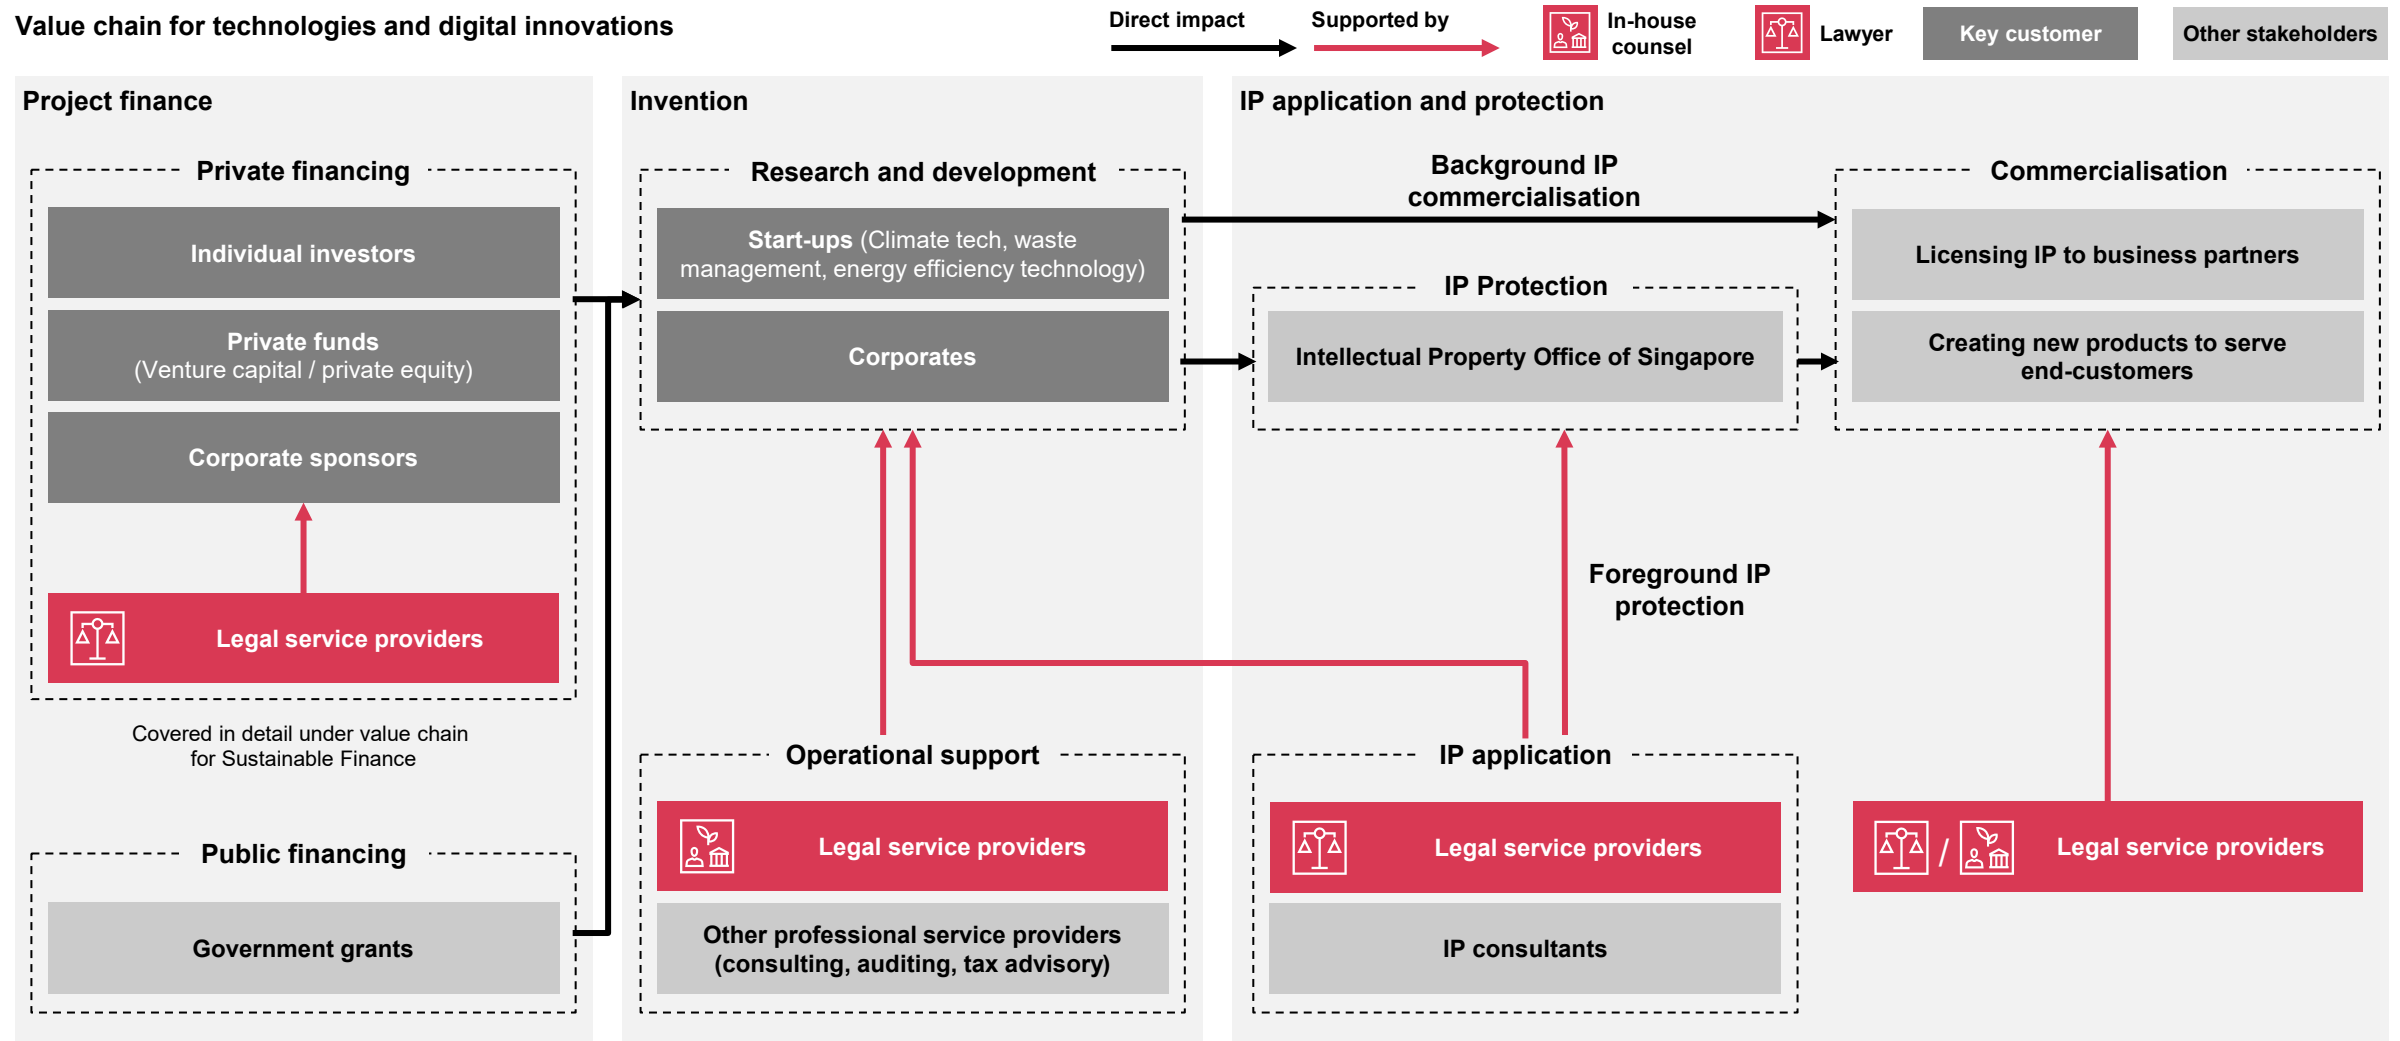 Value chain for technologies and digital innovations
Direct impact
Supported by
In-house
counsel
Lawyer
Key customer
Other stakeholders
Project finance
Private financing
Individual investors
Private funds
(Venture capital / private equity)
Corporate sponsors
Legal service providers
Covered in detail under value chain
for Sustainable Finance
Public financing
Government grants
Invention
Research and development
Start-ups (Climate tech, waste
management, energy efficiency technology)
Corporates
Operational support
Legal service providers
Other professional service providers
(consulting, auditing, tax advisory)
IP application and protection
Background IP
commercialisation
IP Protection
Intellectual Property Office of Singapore
Foreground IP
protection
IP application
Legal service providers
IP consultants
Commercialisation
Licensing IP to business partners
Creating new products to serve
end-customers
/
Legal service providers